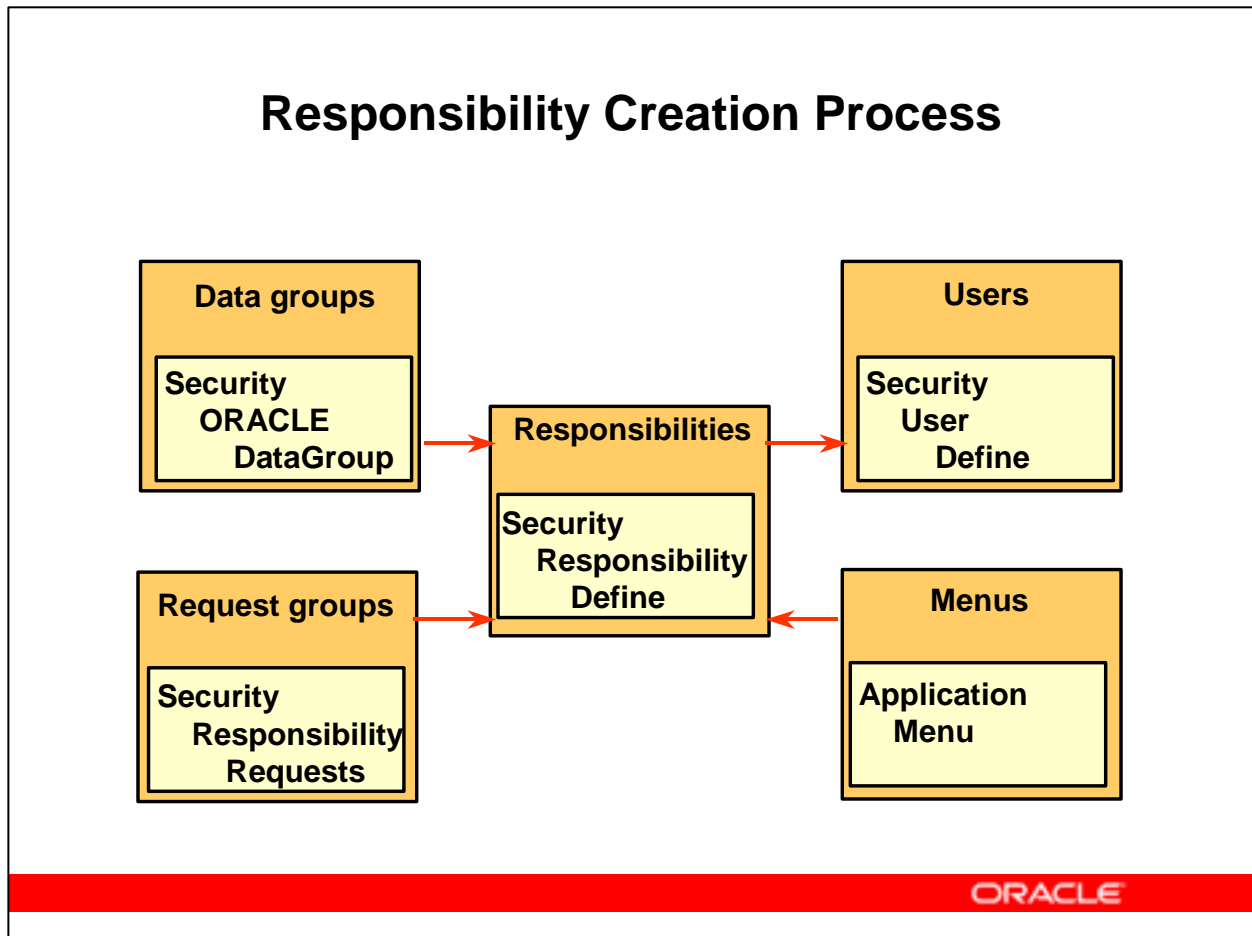 Responsibility Creation Process
Data groups
Security
ORACLE
DataGroup
Request groups
Security
Responsibility
Requests
Responsibilities
Security
Responsibility
Define
Users
Security
User
Define
Menus
Application
Menu
ORACLE